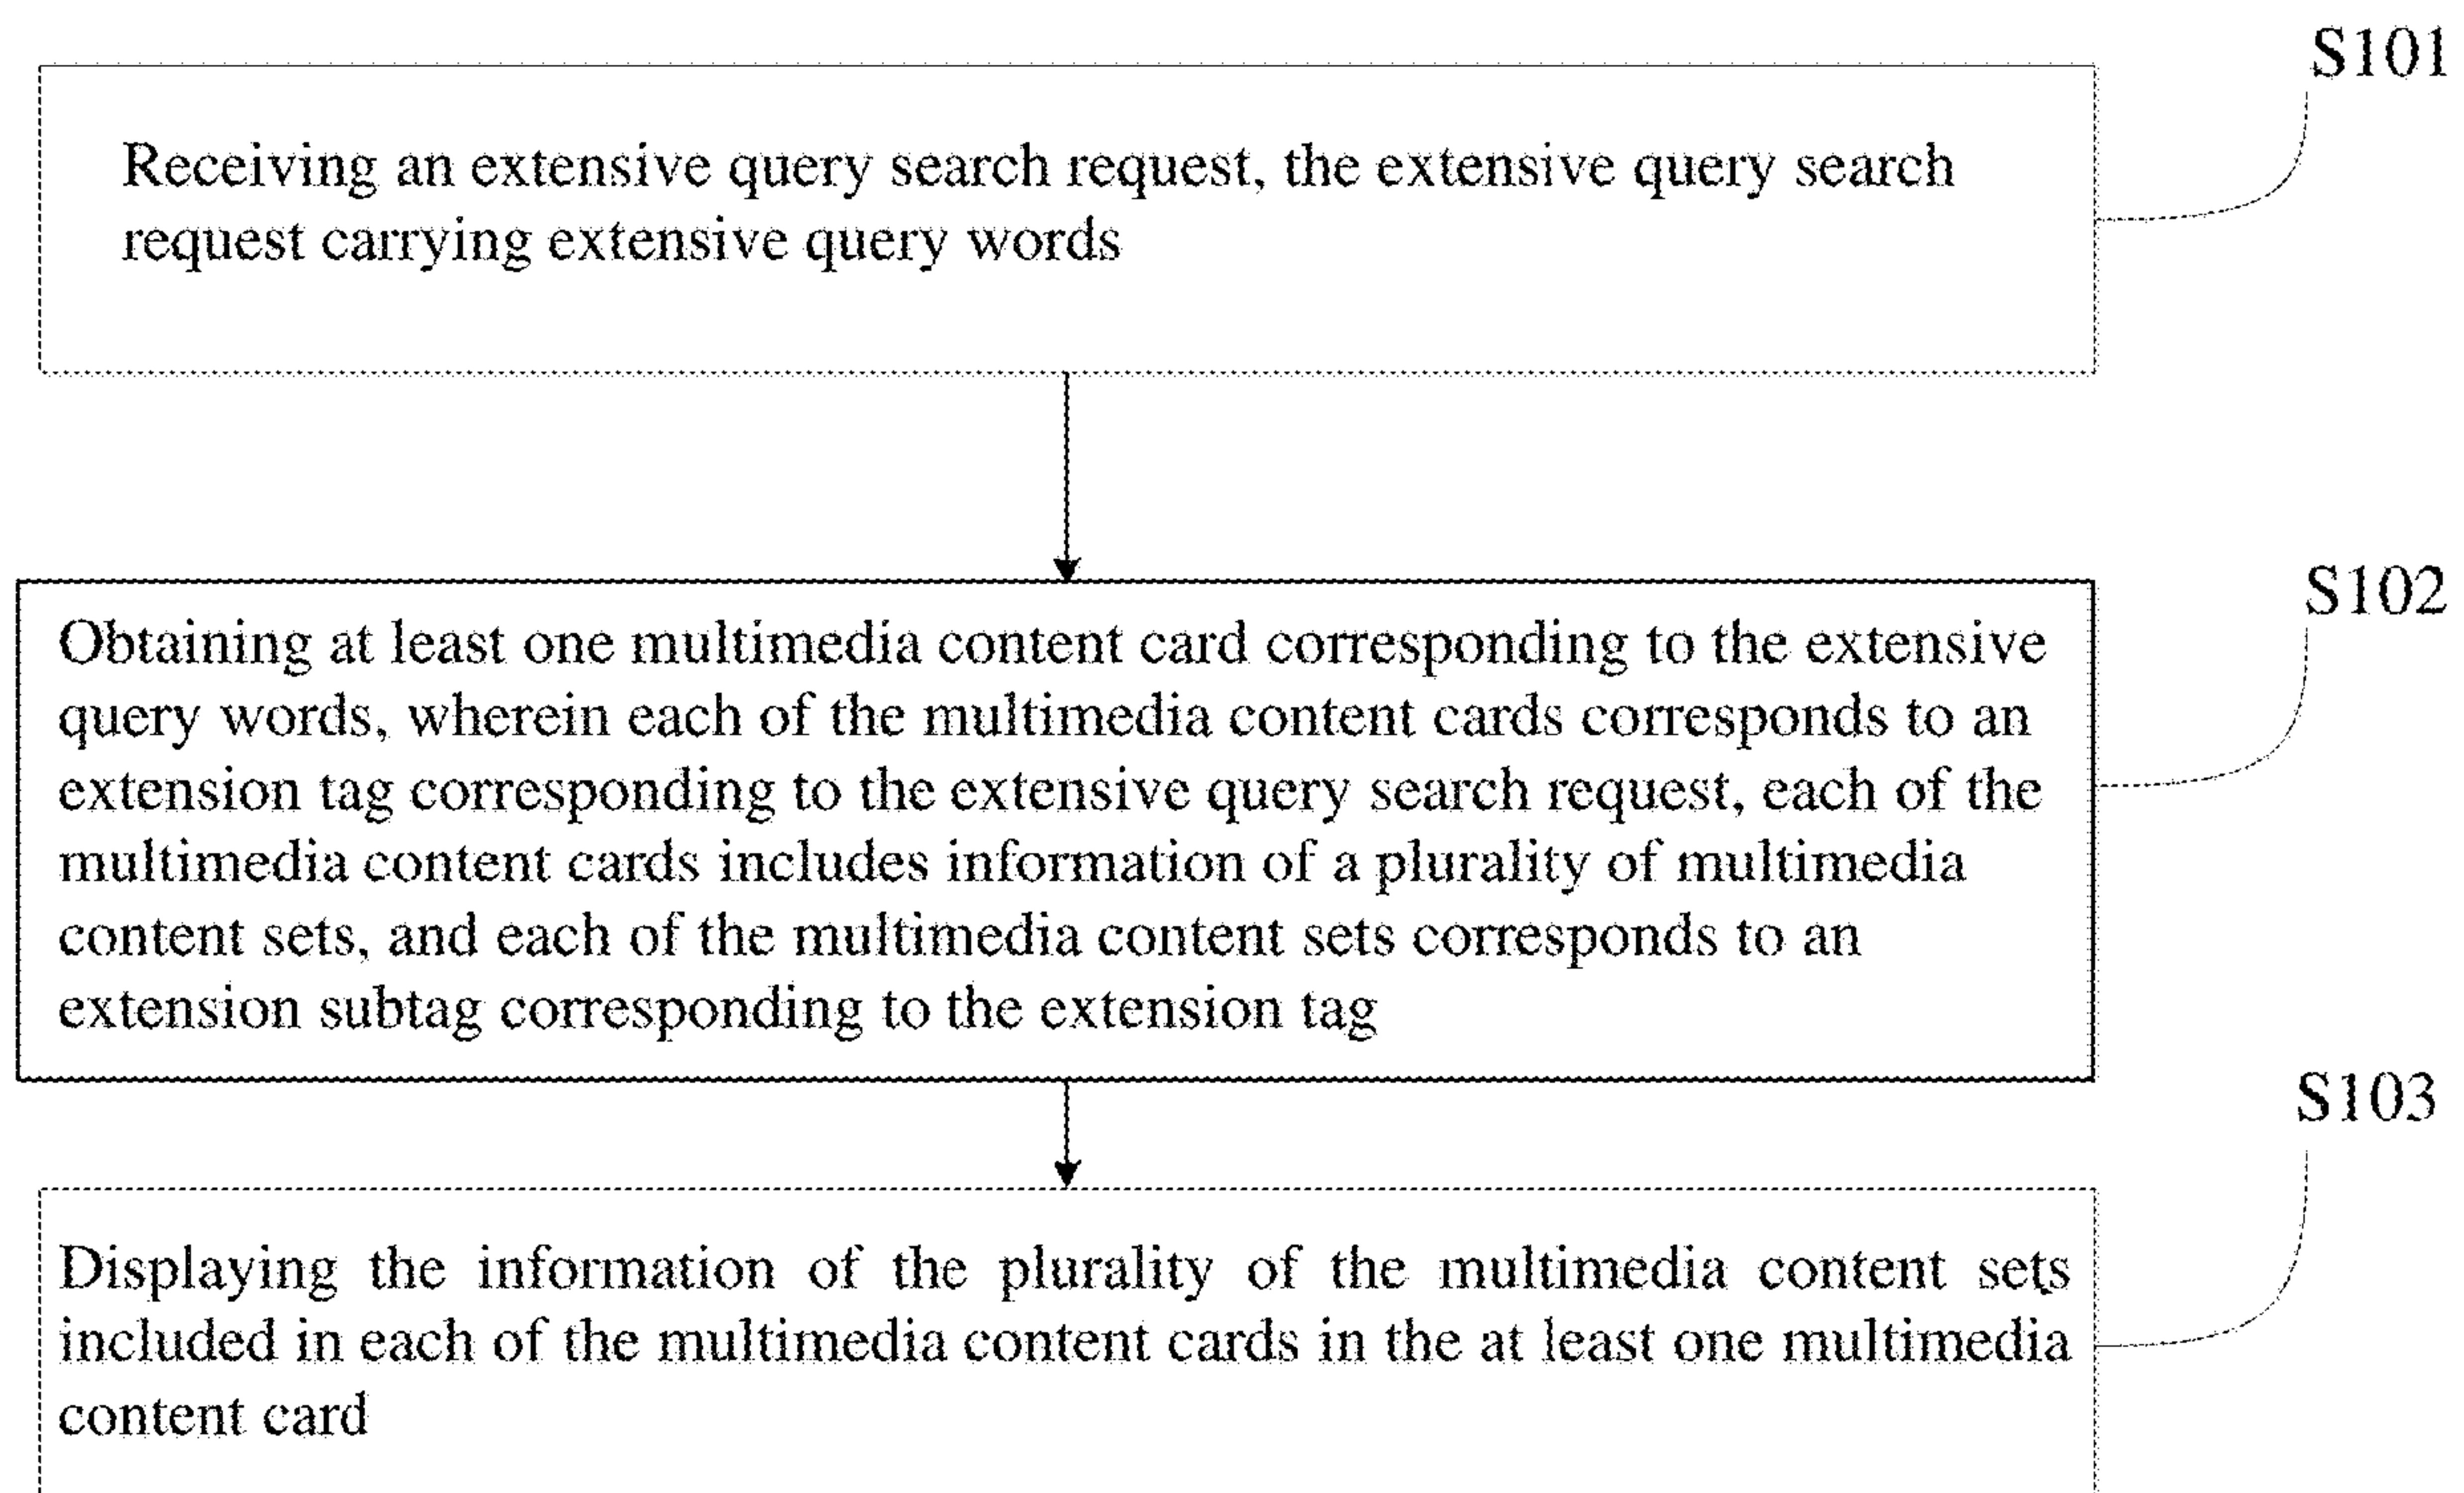 S101
Receiving an extensive query search request, the extensive query search
request carrying extensive query words
S102
Obtaining at least one multimedia content card corresponding to the extensive
query words, wherein each of the multimedia content cards corresponds to an
extension tag corresponding to the extensive query search request, each of the
multimedia content cards includes information of a plurality of multimedia
content sets, and each of the multimedia content sets corresponds to an
extension subtag corresponding to the extension tag
S103
Displaying the information of the plurality of the multimedia content sets
included in each of the multimedia content cards in the at least one multimedia
content card